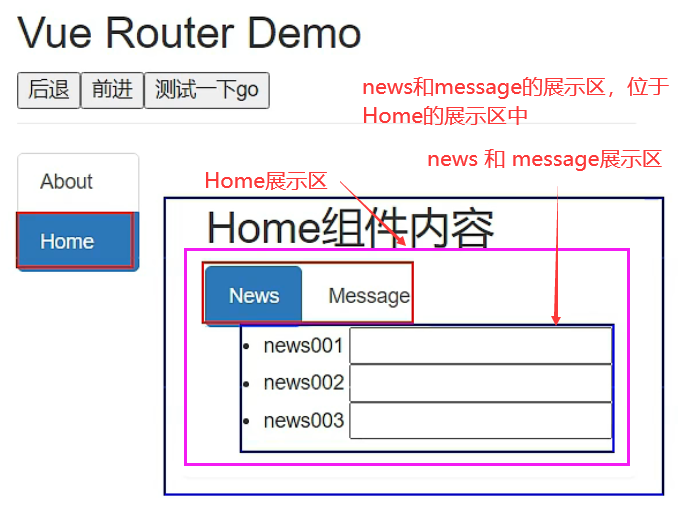 Vue Router Demo
后退 前进 测试一下go
news和message的展示区，位于
Home的展示区中
news 和 message展示区
Home展示区
About
Home
Home组件内容
News Message
news001
news002
news003